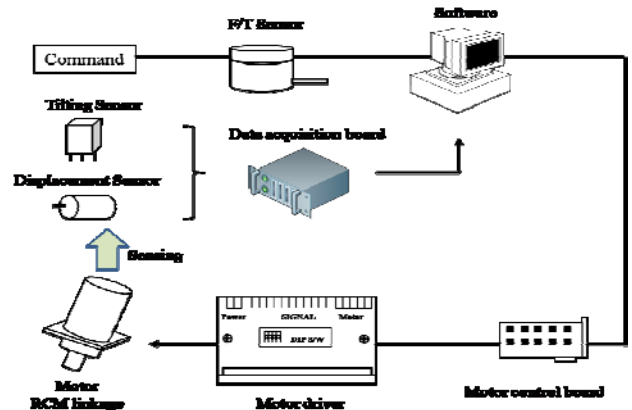 F/T Sensor
Software
Command
Tilting Sensor
Data acquisition board
Displacement Sensor
Sensing
Power SIGNAL Motor
DIP S/W
Motor
RCM linkage
Motor driver
Motor control board